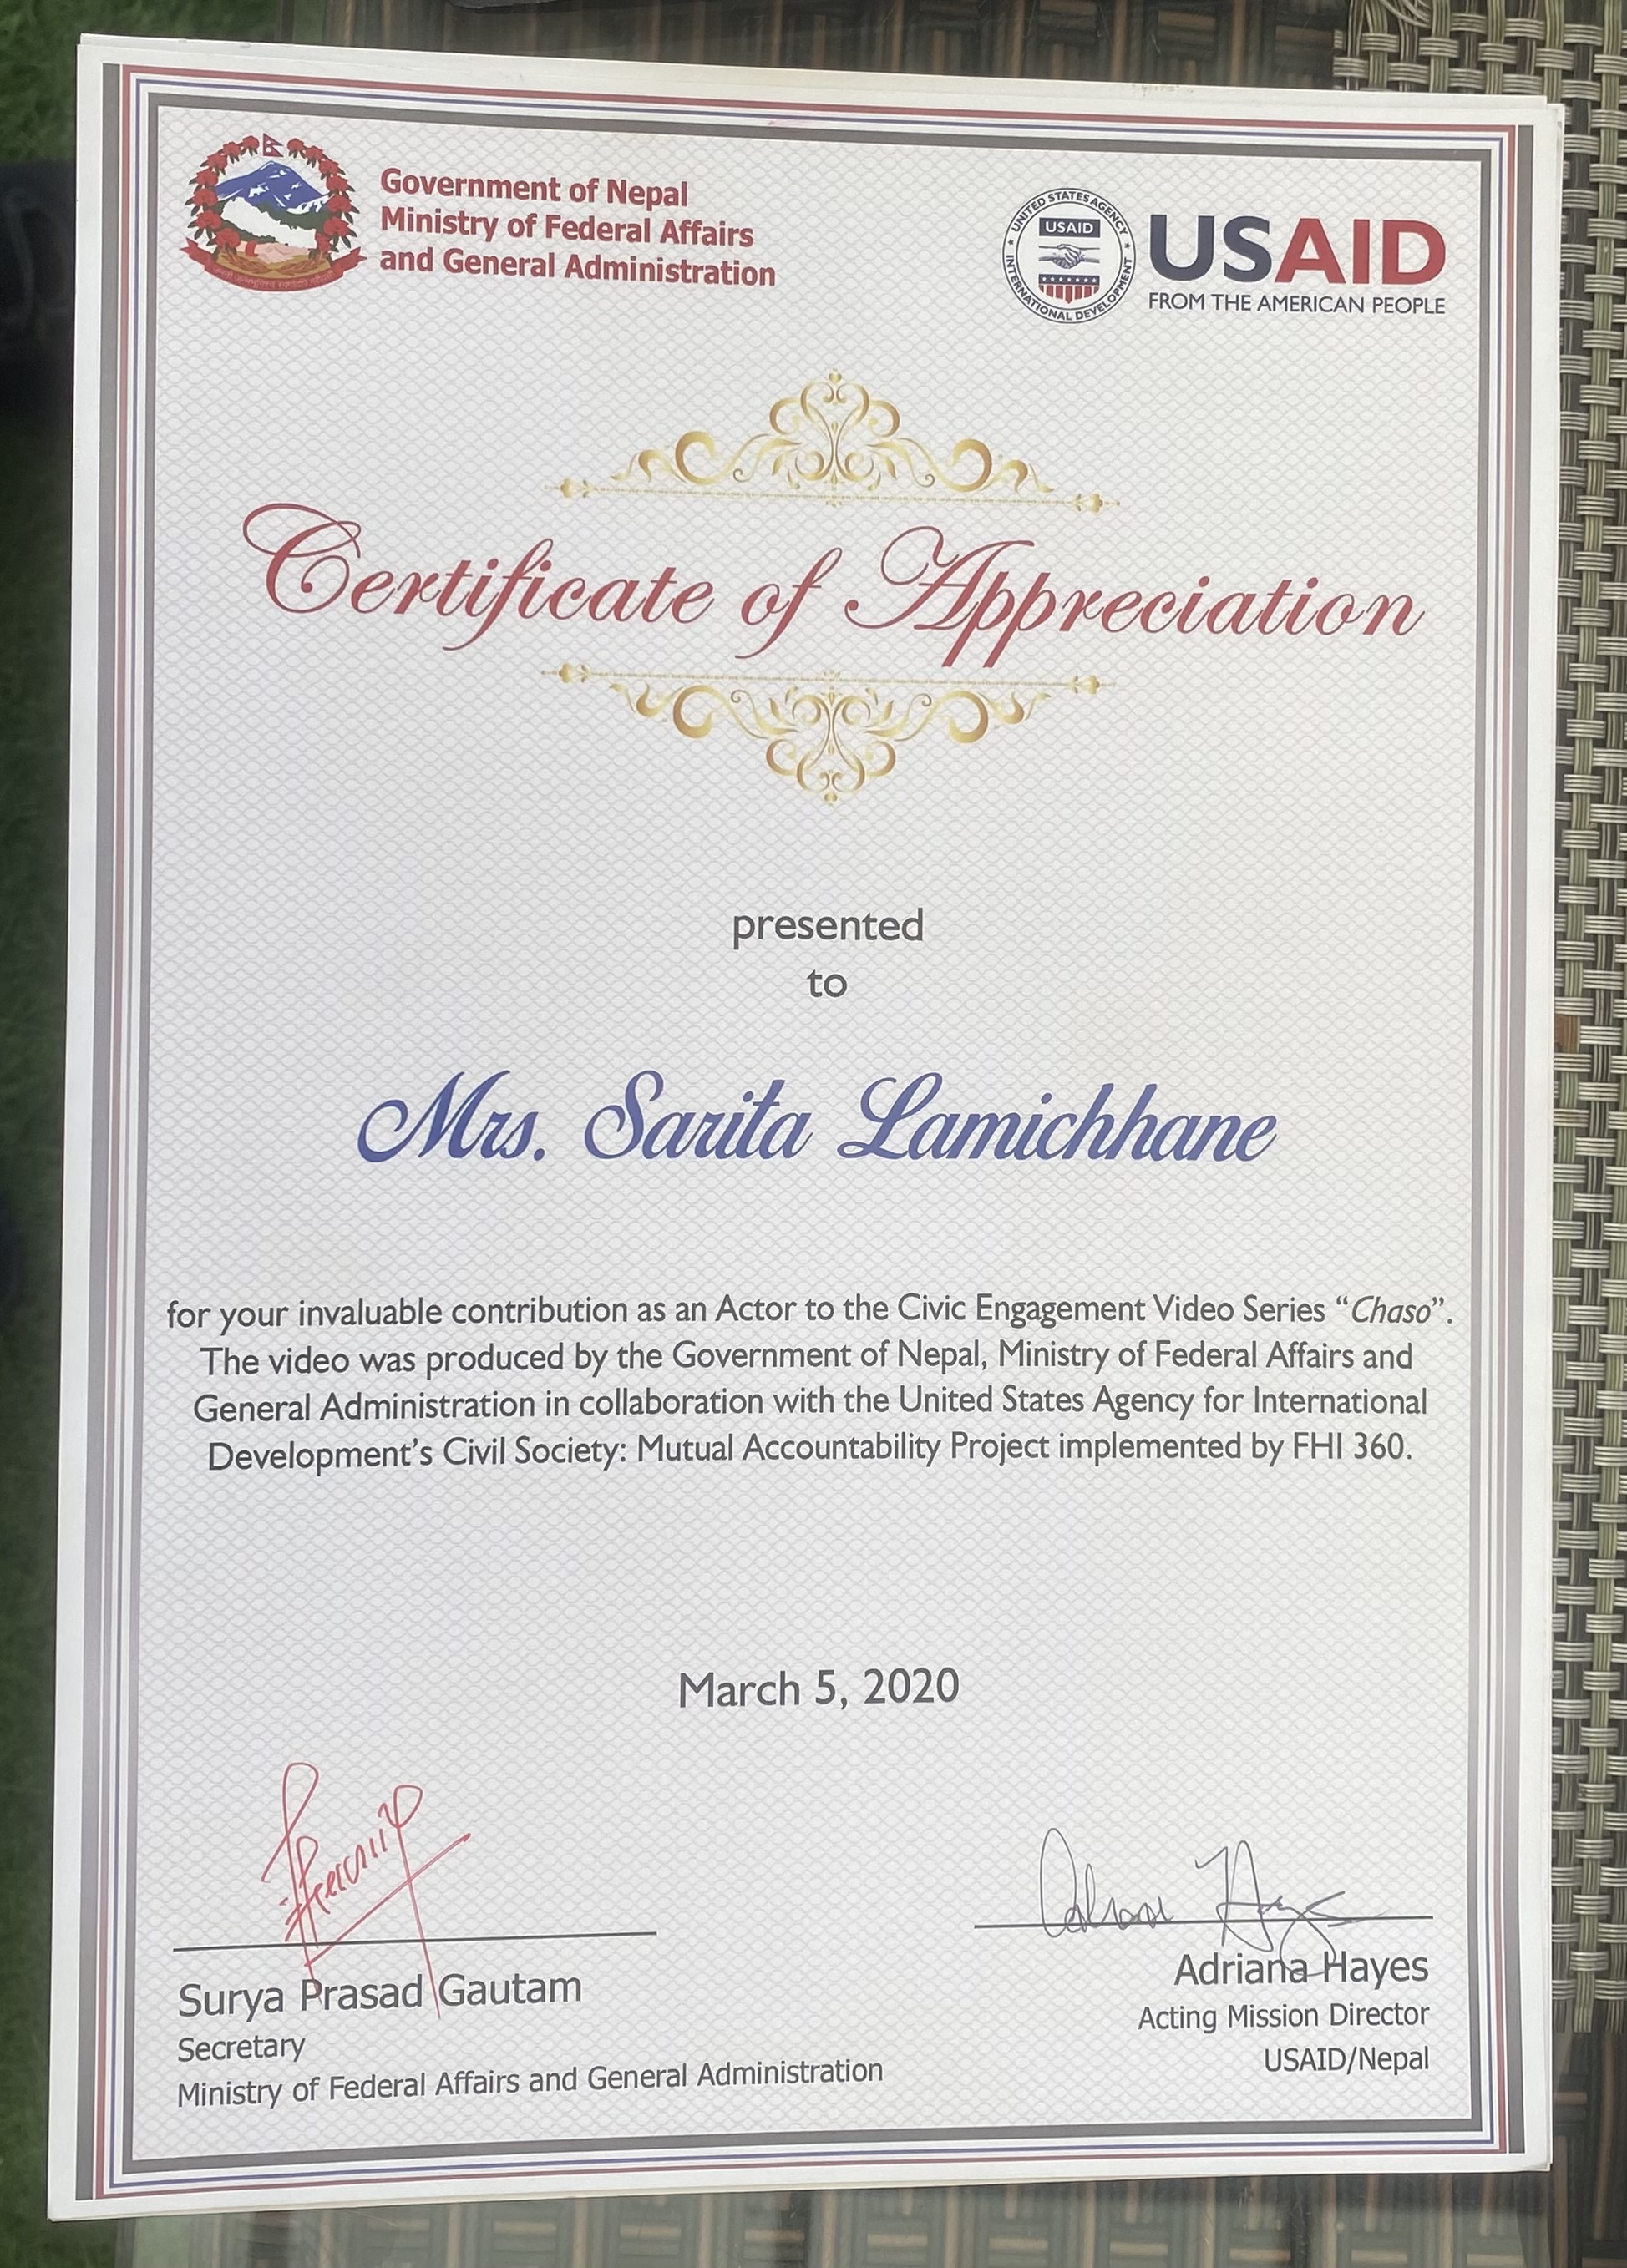 Government of Nepal
Ministry of Federal Affairs
and General Administration
UNITED STATES AGENCY
USAID
INTERNATIONAL DEVELOPMENT
USAID
FROM THE AMERICAN PEOPLE
Certificate of Appreciation
presented
to
Mrs. Sarita Lamichhane
for your invaluable contribution as an Actor to the Civic Engagement Video Series “Chaso”.
The video was produced by the Government of Nepal, Ministry of Federal Affairs and
General Administration in collaboration with the United States Agency for International
Development’s Civil Society: Mutual Accountability Project implemented by FHI 360.
March 5, 2020
Surya Prasad Gautam
Secretary
Ministry of Federal Affairs and General Administration
Adriana Hayes
Acting Mission Director
USAID/Nepal